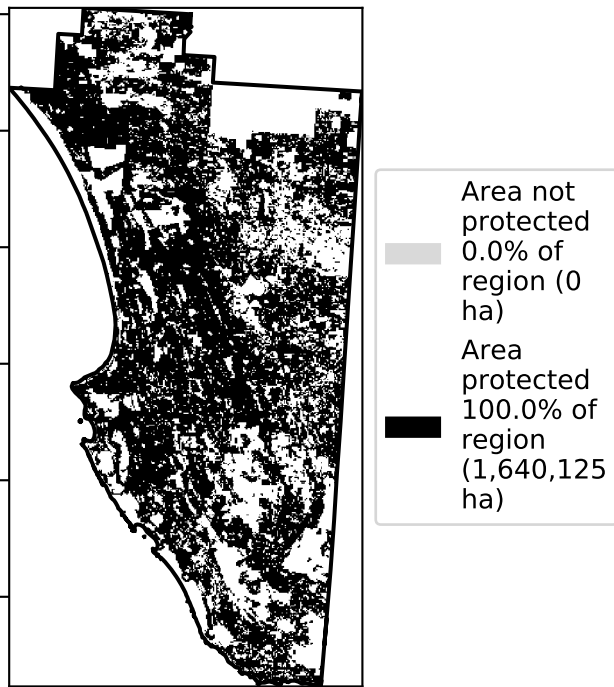 Area not
protected
0.0% of
region (0
ha)
Area
protected
100.0% of
region
(1,640,125
ha)